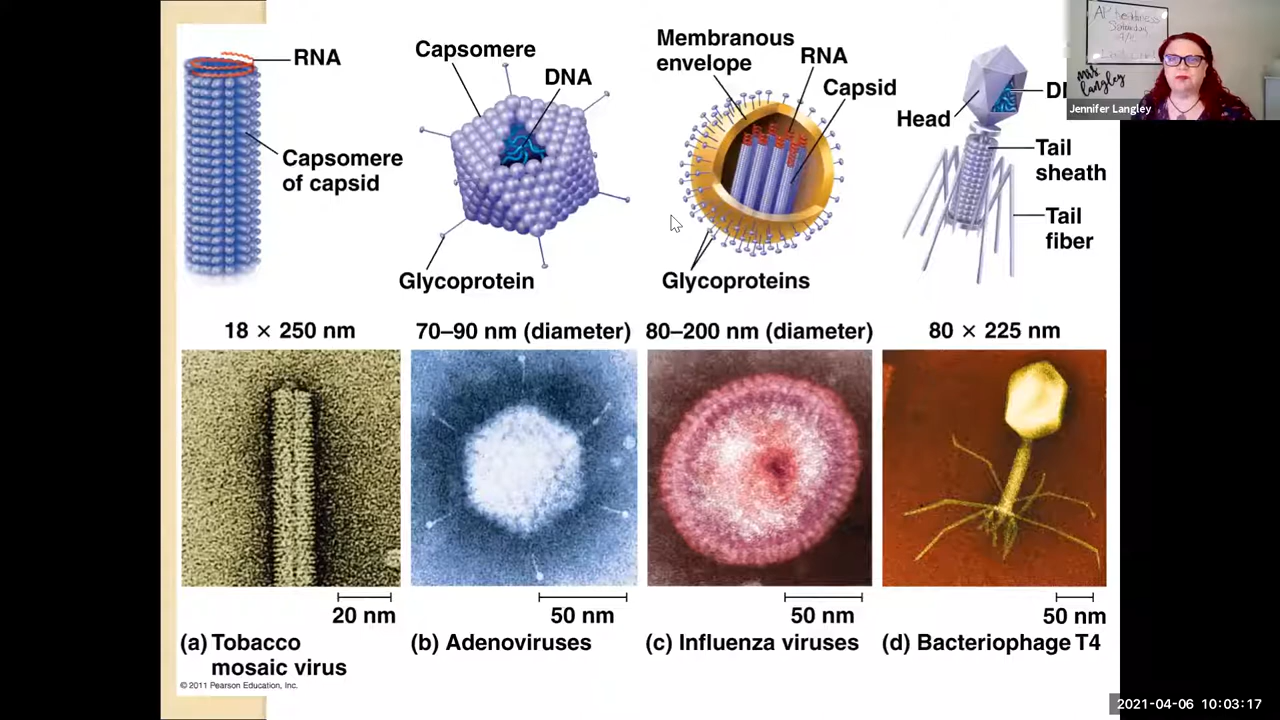 RNA
Capsomere
of capsid
18 × 250 nm
20 nm
(a) Tobacco
mosaic virus
Capsomere
DNA
Glycoprotein
70–90 nm (diameter)
50 nm
(b) Adenoviruses
Membranous
envelope
RNA
Capsid
Glycoproteins
80–200 nm (diameter)
50 nm
(c) Influenza viruses
Head
Tail
sheath
Tail
fiber
80 × 225 nm
50 nm
(d) Bacteriophage T4
© 2011 Pearson Education, Inc.
mrs.
langley
Jennifer Langley
2021-04-06 10:03:17